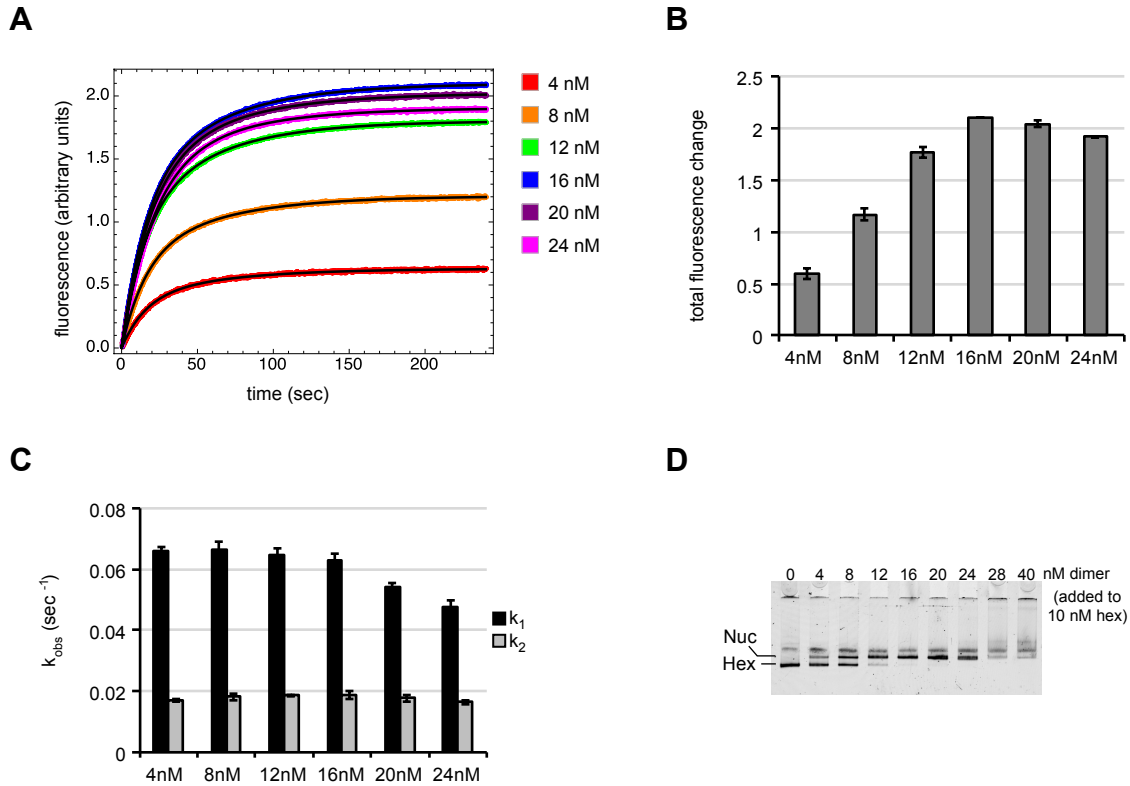 A
fluorescence (arbitrary units)
2.0
1.5
1.0
0.5
0.0
0 50 100 150 200
time (sec)
4 nM
8 nM
12 nM
16 nM
20 nM
24 nM
B
total fluorescence change
2.5
2
1.5
1
0.5
0
4nM 8nM 12nM 16nM 20nM 24nM
C
kobs (sec -1)
0.08
0.06
0.04
0.02
0
4nM 8nM 12nM 16nM 20nM 24nM
k1
k2
D
0 4 8 12 16 20 24 28 40 nM dimer
(added to
10 nM hex)
Nuc
Hex